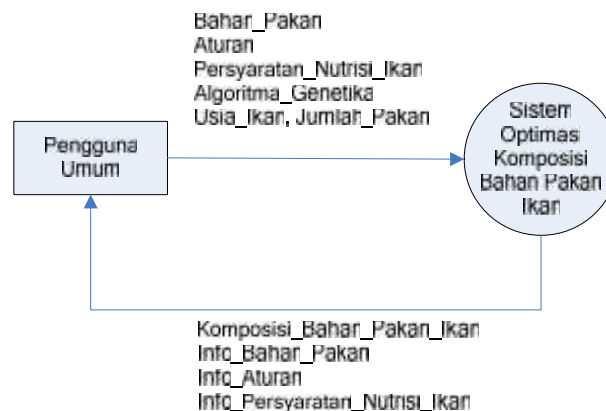 Bahan_Pakan
Aturan
Persyaratan_Nutrisi_Ikan
Algoritma_Genetika
Usia_Ikan, Jumlah_Pakan
Pengguna
Umum
Sistem
Optimasi
Komposisi
Bahan Pakan
Ikan
Komposisi_Bahan_Pakan_Ikan
Info_Bahan_Pakan
Info_Aturan
Info_Persyaratan_Nutrisi_Ikan